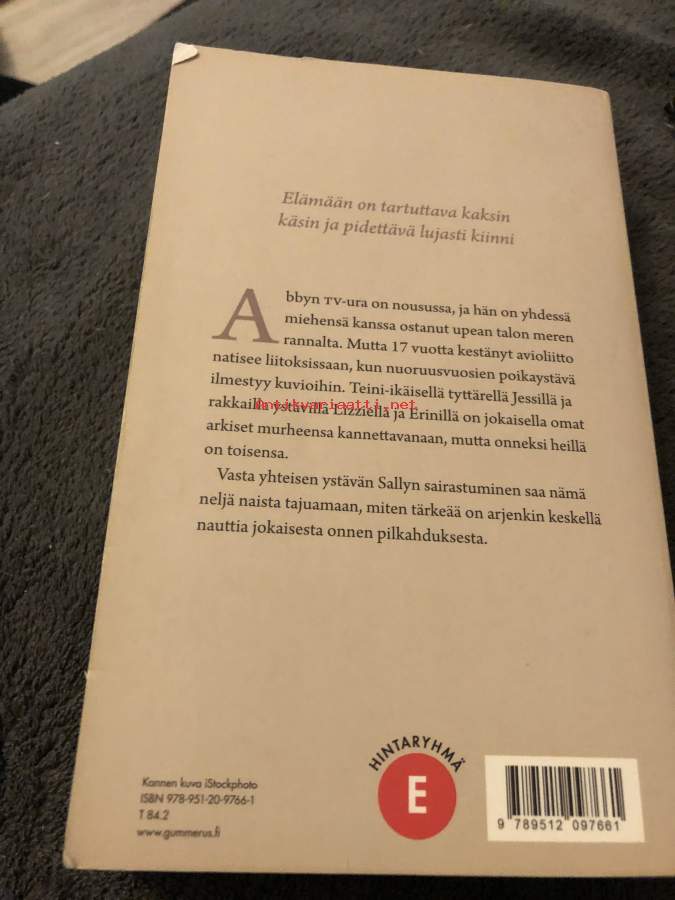 Elämään on tartuttava kaksin
käsin ja pidettävä lujasti kiinni
Abbyn TV-ura on nousussa, ja hän on yhdessä
miehensä kanssa ostanut upean talon meren
rannalta. Mutta 17 vuotta kestänyt avioliitto
natisee liitoksissaan, kun nuoruusvuosien poikaystävä
ilmestyy kuvioihin. Teini-ikäisellä tyttärellä Jessillä ja
rakkailla ystävillä Lizziellä ja Erinillä on jokaisella omat
antikvariaatti.net
arkiset murheensa kannettavanaan, mutta onneksi heillä
on toisensa.
Vasta yhteisen ystävän Sallyn sairastuminen saa nämä
neljä naista tajuamaan, miten tärkeää on arjenkin keskellä
nauttia jokaisesta onnen pilkahduksesta.
Kannen kuva iStockphoto
ISBN 978-951-20-9766-1
T 84.2
www.gummerus.fi
HINTARYHMÄ
E
9 789512 097661